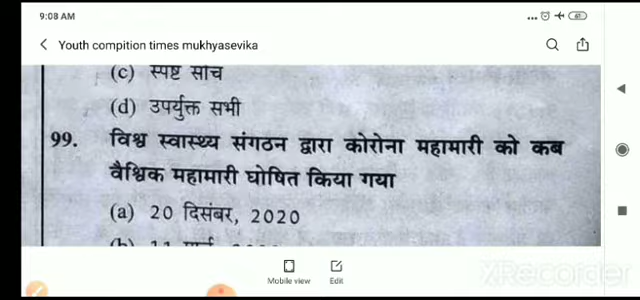 9:08 AM
61
Youth compition times mukhyasevika
(c) स्पष्ट सोच
(d) उपर्युक्त सभी
99. विश्व स्वास्थ्य संगठन द्वारा कोरोना महामारी को कब
वैश्विक महामारी घोषित किया गया
(a) 20 दिसंबर, 2020
Mobile view
Edit
XRecorder